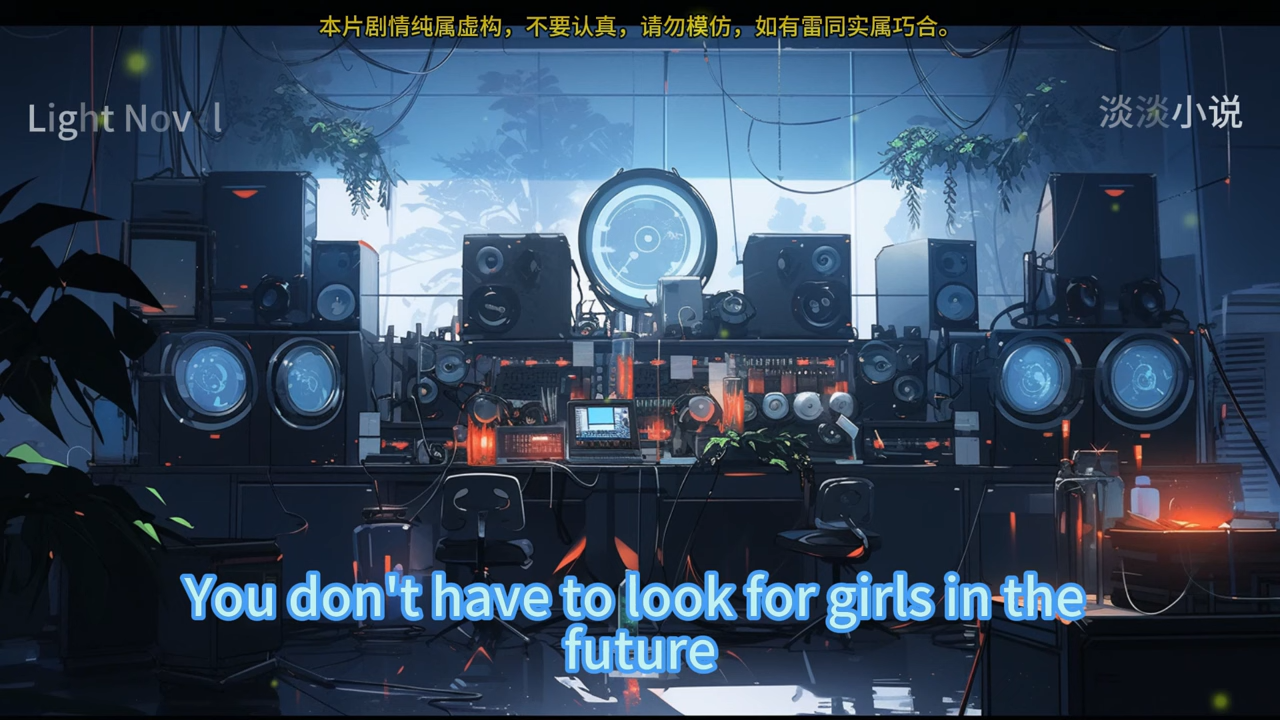 本片剧情纯属虚构，不要认真，请勿模仿，如有雷同实属巧合。
Light Nov l
淡淡小说
You don't have to look for girls in the
future